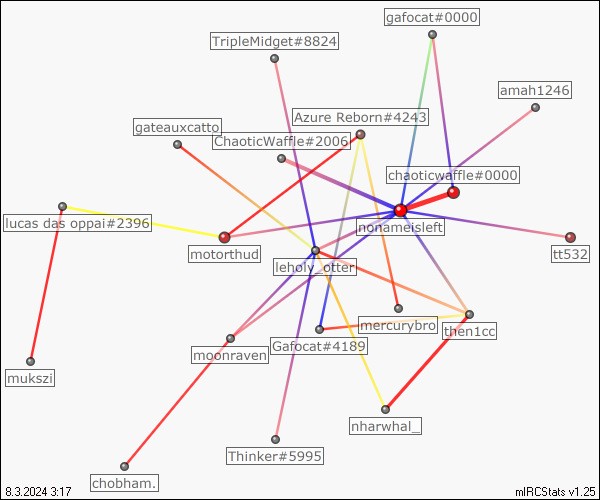 gafocat#0000
TripleMidget#8824
amah1246
Azure Reborn#4243
gateauxcatto
ChaoticWaffle#2006
chaoticwaffle#0000
lucas das oppai#2396
nonameisleft
motorthud
tt532
leholy_otter
mercurybro
then1cc
Gafocat#4189
moonraven
mukszi
nharwhal_
Thinker#5995
chobham.
8.3.2024 3:17
mIRCStats v1.25